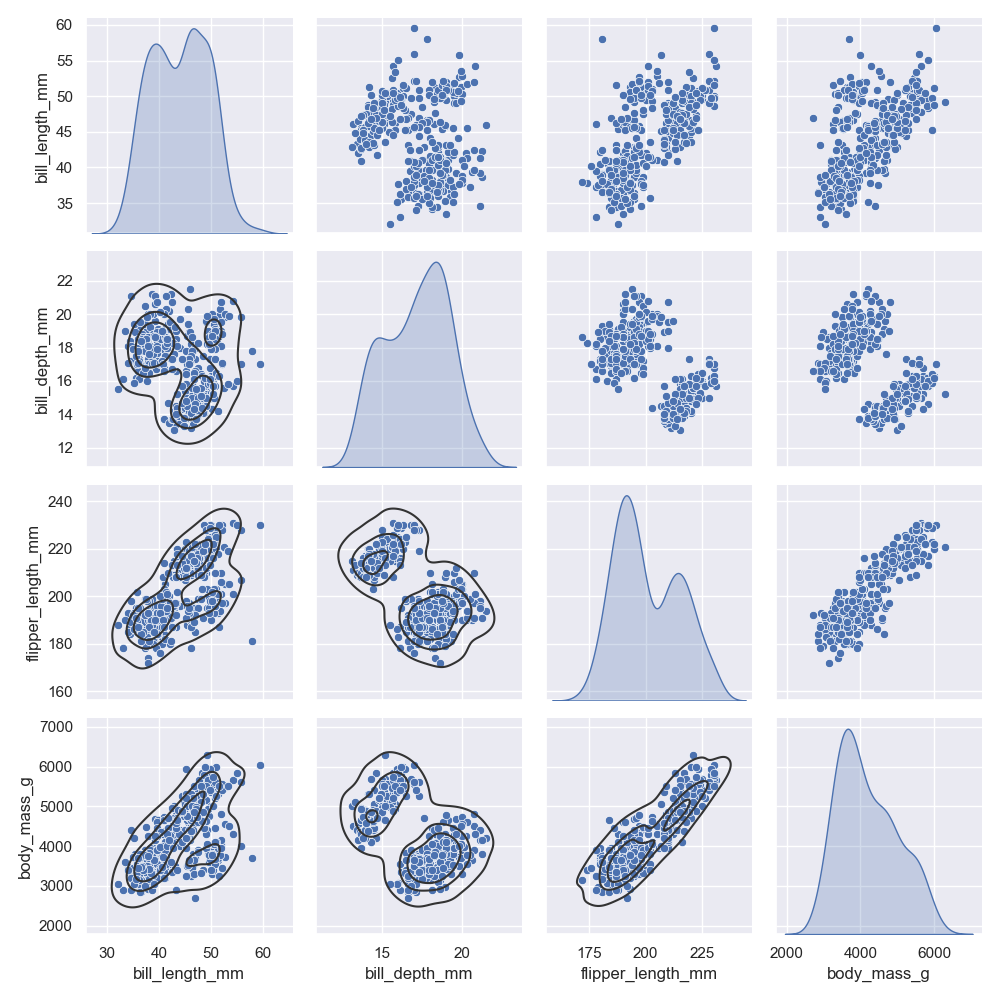 60
55
50
45
40
35
bill_length_mm
22
20
18
16
14
12
bill_depth_mm
240
220
200
180
160
flipper_length_mm
7000
6000
5000
4000
3000
2000
body_mass_g
30 40 50 60
15 20
175 200 225
2000 4000 6000
bill_length_mm
bill_depth_mm
flipper_length_mm
body_mass_g